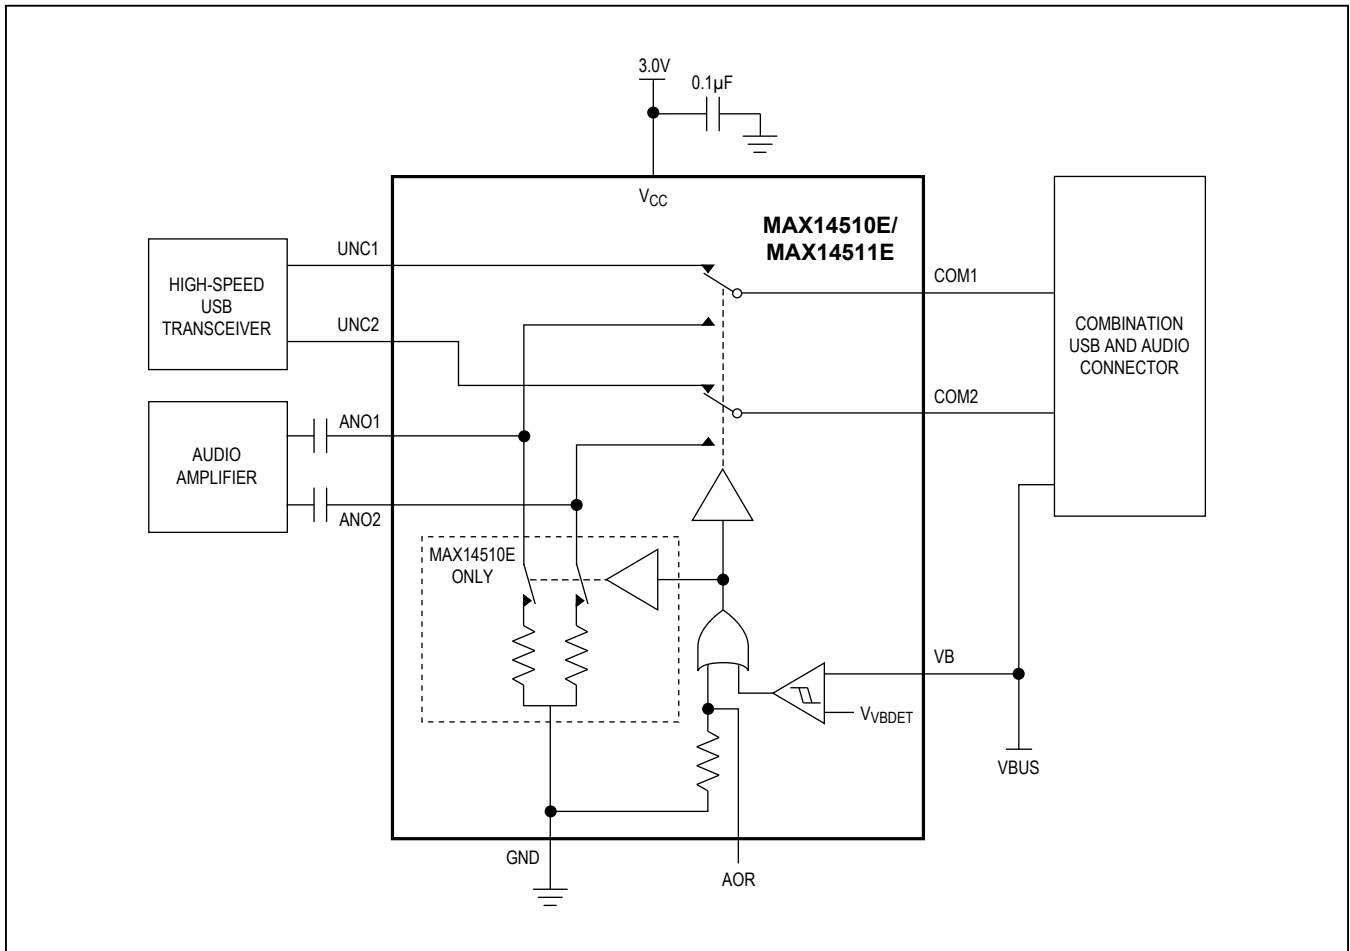 3.0V
0.1µF
VCC
MAX14510E/
MAX14511E
UNC1
COM1
HIGH-SPEED
USB
TRANSCEIVER
UNC2
COMBINATION
USB AND AUDIO
CONNECTOR
COM2
ANO1
AUDIO
AMPLIFIER
ANO2
MAX14510E
ONLY
VB
VVBDET
VBUS
GND
AOR